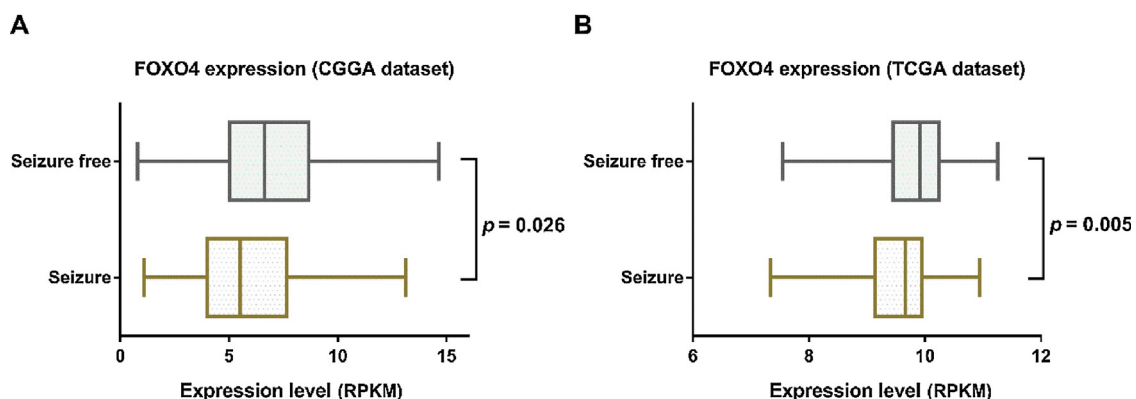 A
FOXO4 expression (CGGA dataset)
Seizure free
Seizure
p = 0.026
0 5 10 15
Expression level (RPKM)
B
FOXO4 expression (TCGA dataset)
Seizure free
Seizure
p = 0.005
6 8 10 12
Expression level (RPKM)